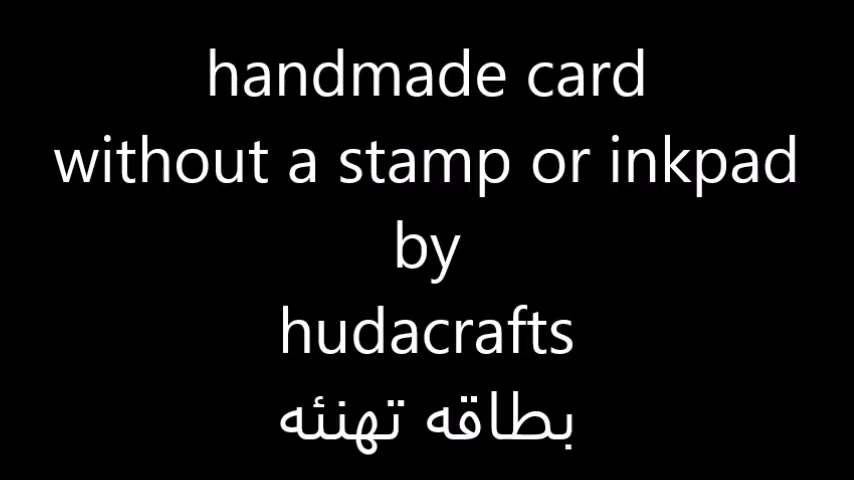 handmade card
without a stamp or inkpad
by
hudacrafts
بطاقه تهنئه